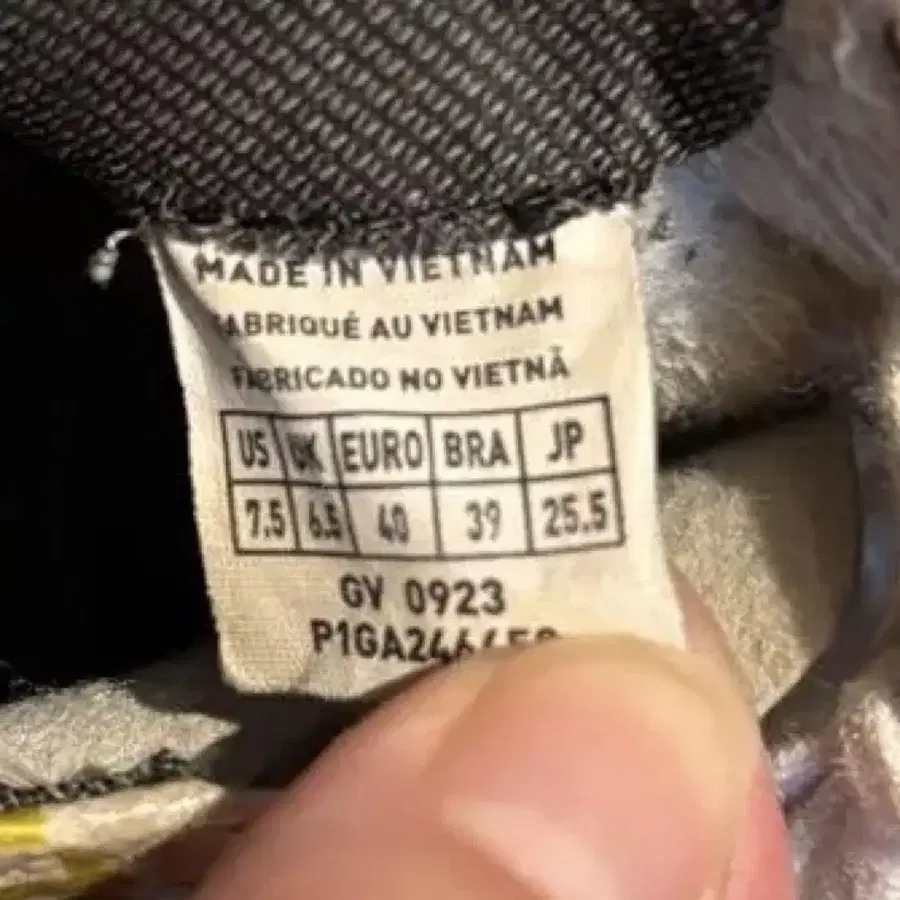 MADE IN VIETNAM
FABRIQUÉ AU VIETNAM
FABRICADO NO VIETNÃ
US UK EURO BRA JP
7.5 6.5 40 39 25.5
GV 0923